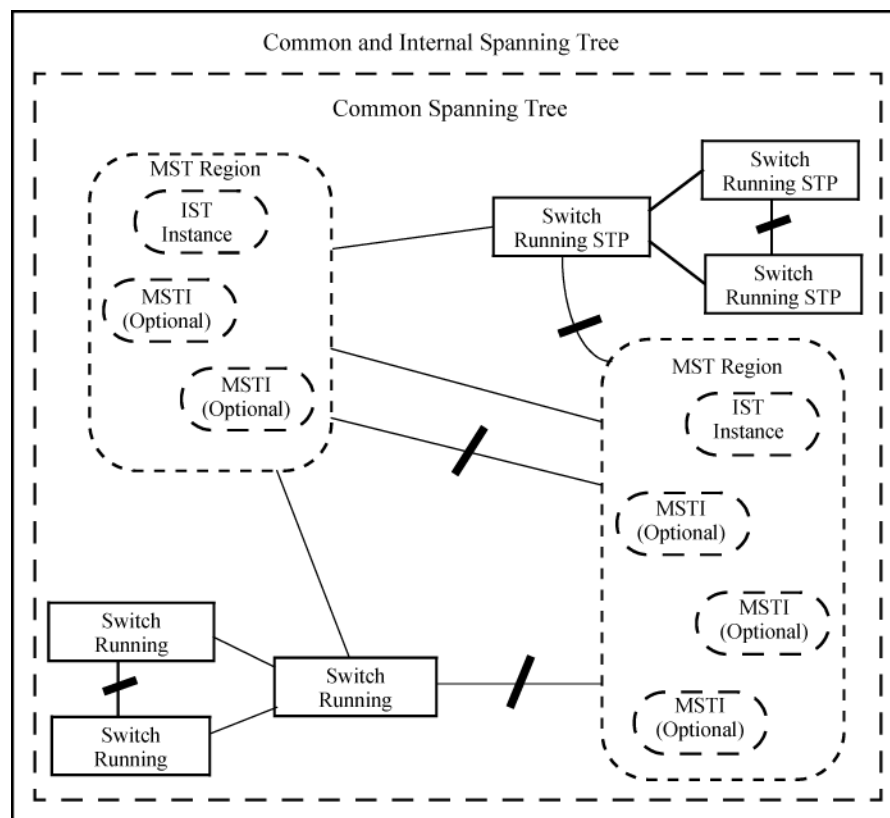 Common and Internal Spanning Tree
Common Spanning Tree
MST Region
IST
Instance
MSTI
(Optional)
MSTI
(Optional)
Switch
Running STP
Switch
Running STP
Switch
Running STP
MST Region
IST
Instance
MSTI
(Optional)
MSTI
(Optional)
MSTI
(Optional)
Switch
Running
Switch
Running
Switch
Running